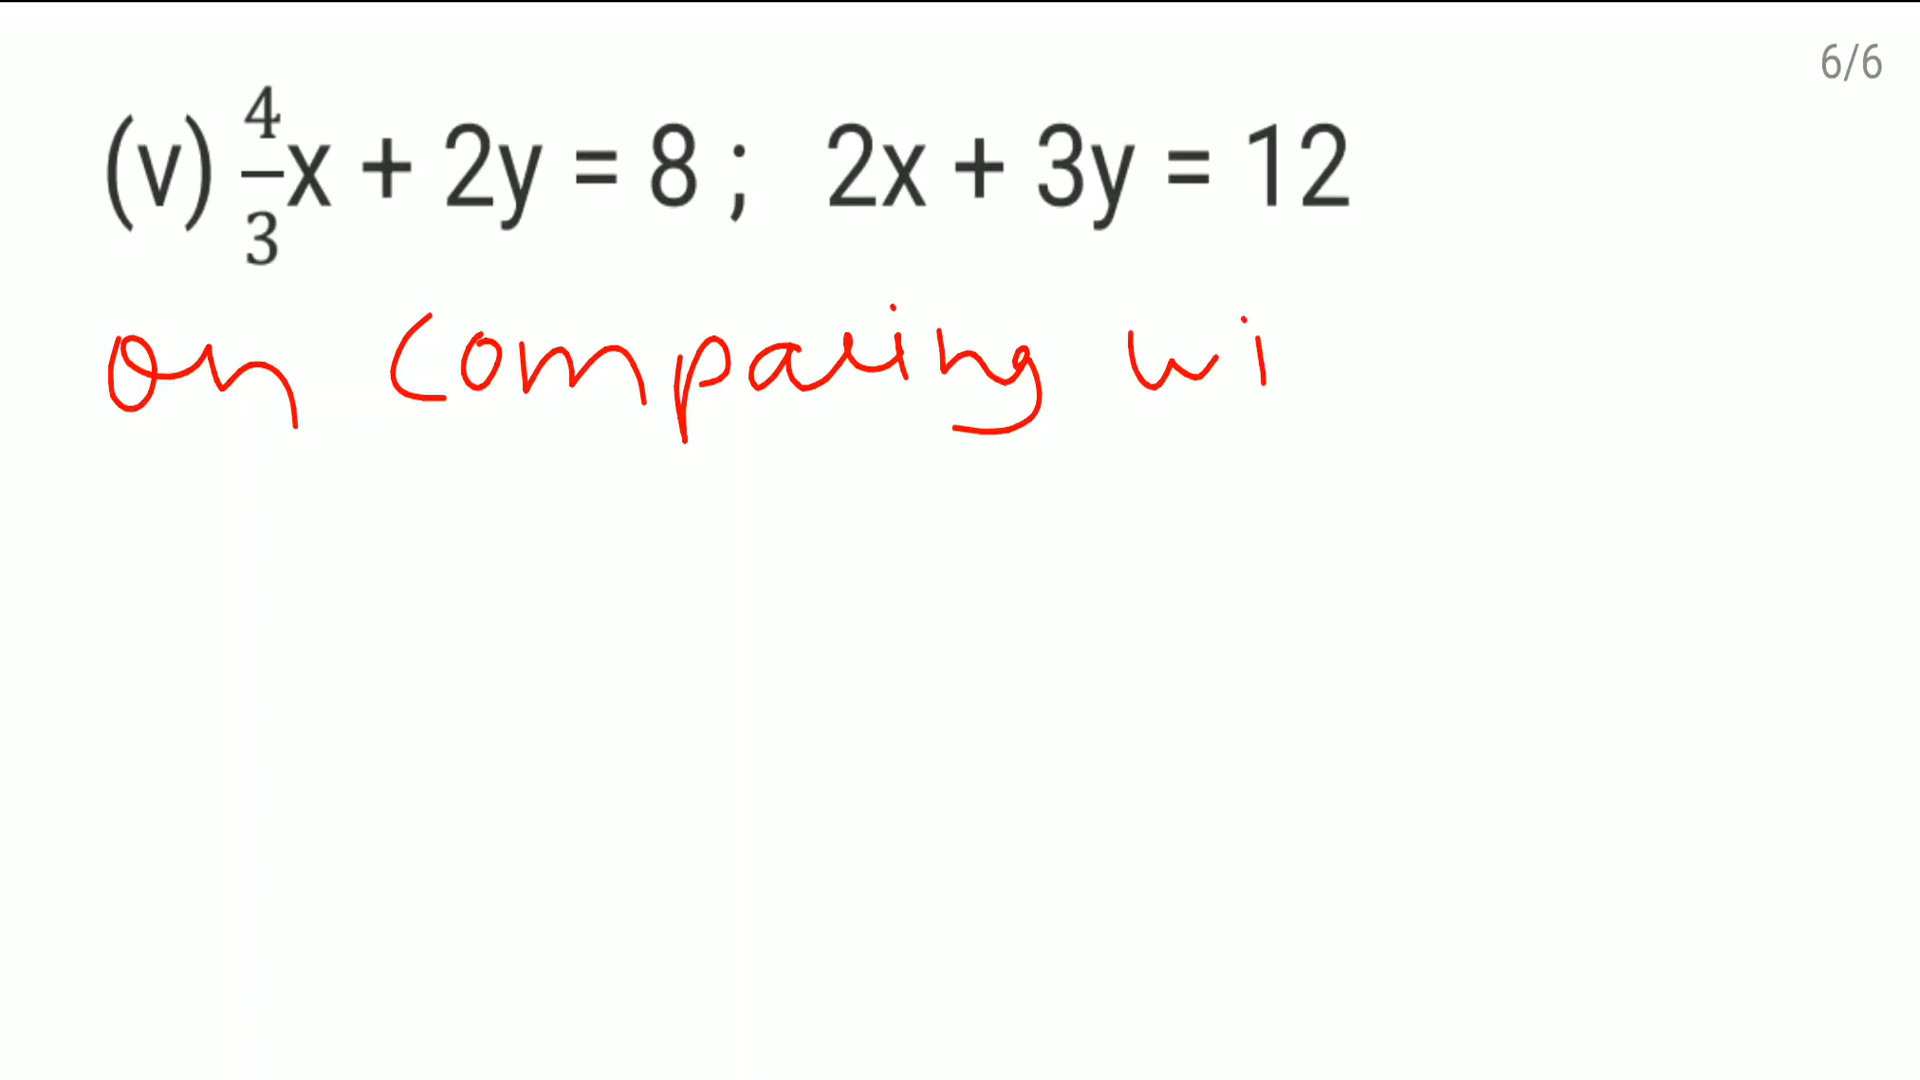 6/6
(v) 4/3x + 2y = 8 ; 2x + 3y = 12
on comparing wi